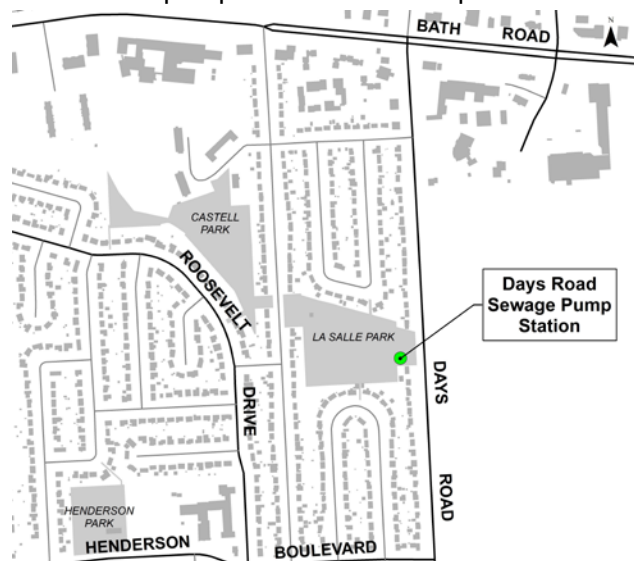 BATH ROAD
N
CASTELL
PARK
ROOSEVELT
DRIVE
LA SALLE PARK
Days Road
Sewage Pump
Station
DAYS
ROAD
HENDERSON
PARK
HENDERSON BOULEVARD